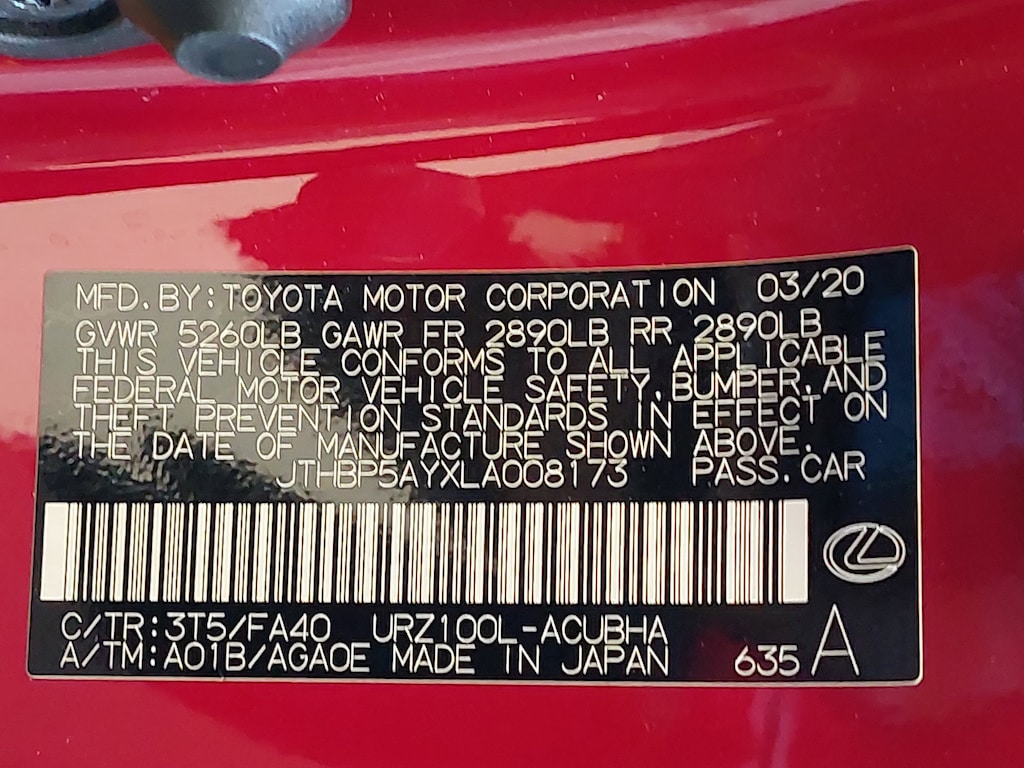 MFD.BY:TOYOTA MOTOR CORPORATION 03/20
GVWR 5260LB GAWR FR 2890LB RR 2890LB
THIS VEHICLE CONFORMS TO ALL APPLICABLE
FEDERAL MOTOR VEHICLE SAFETY,BUMPER,AND
THEFT PREVENTION STANDARDS IN EFFECT ON
THE DATE OF MANUFACTURE SHOWN ABOVE.
JTHBP5AYXLA008173 PASS.CAR
C/TR:3T5/FA40 URZ100L-ACUBHA
A/TM:A01B/AGA0E MADE IN JAPAN 635 A